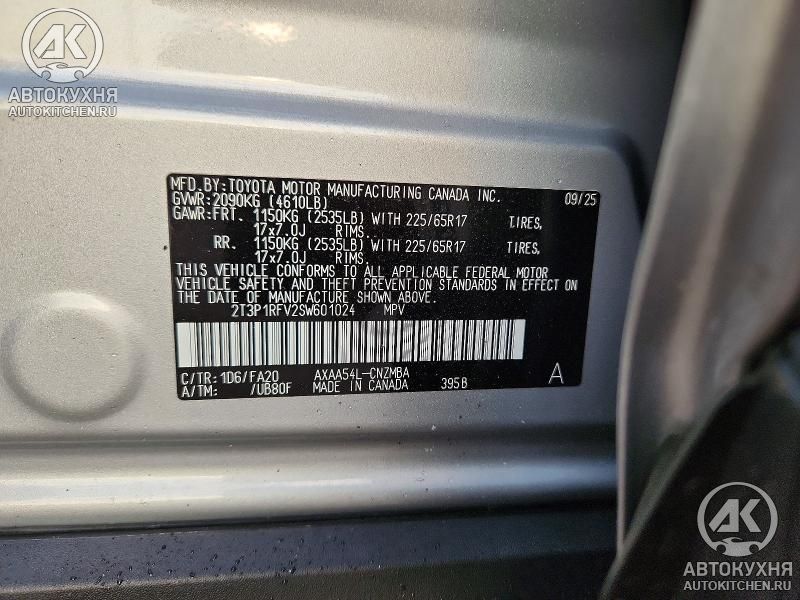 AK
АВТОКУХНЯ
AUTOKITCHEN.RU
MFD.BY:TOYOTA MOTOR MANUFACTURING CANADA INC. 09/25
GVWR:2090KG (4610LB)
GAWR:FRT. 1150KG (2535LB) WITH 225/65R17 TIRES,
17x7.0J RIMS,
RR. 1150KG (2535LB) WITH 225/65R17 TIRES,
17x7.0J RIMS,
THIS VEHICLE CONFORMS TO ALL APPLICABLE FEDERAL MOTOR
VEHICLE SAFETY AND THEFT PREVENTION STANDARDS IN EFFECT ON
THE DATE OF MANUFACTURE SHOWN ABOVE.
2T3P1RFV2SW601024 MPV
C/TR: 1D6/FA20 AXAA54L-CNZMBA A
A/TM: /UB80F MADE IN CANADA 395B
AK
АВТОКУХНЯ
AUTOKITCHEN.RU